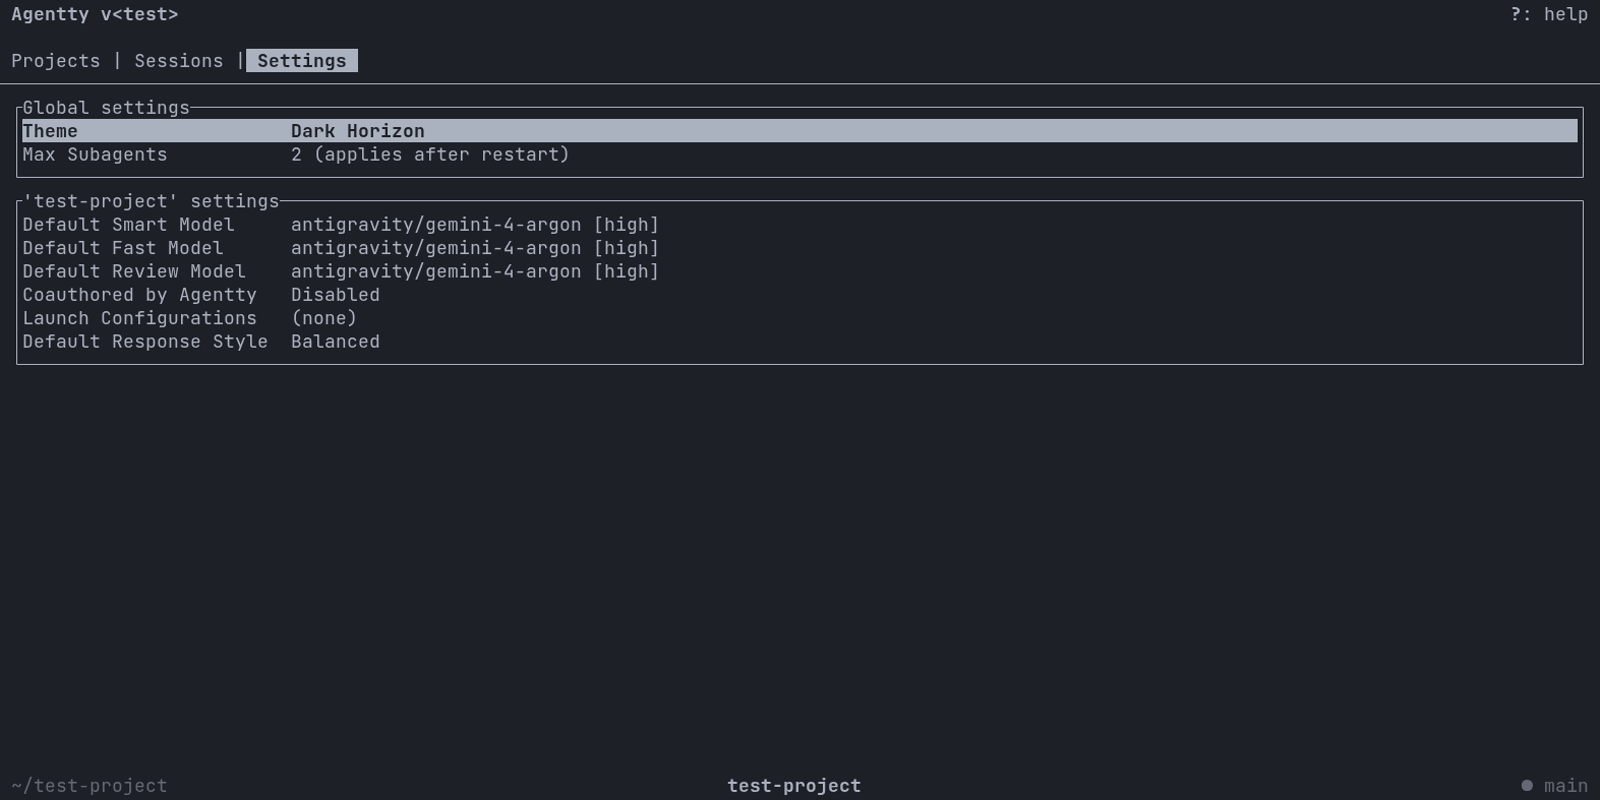 Agentty v<test> ?: help
Projects | Sessions | Settings
Global settings
Theme Dark Horizon
Max Subagents 2 (applies after restart)
'test-project' settings
Default Smart Model antigravity/gemini-4-argon [high]
Default Fast Model antigravity/gemini-4-argon [high]
Default Review Model antigravity/gemini-4-argon [high]
Coauthored by Agentty Disabled
Launch Configurations (none)
Default Response Style Balanced
~/test-project test-project ● main